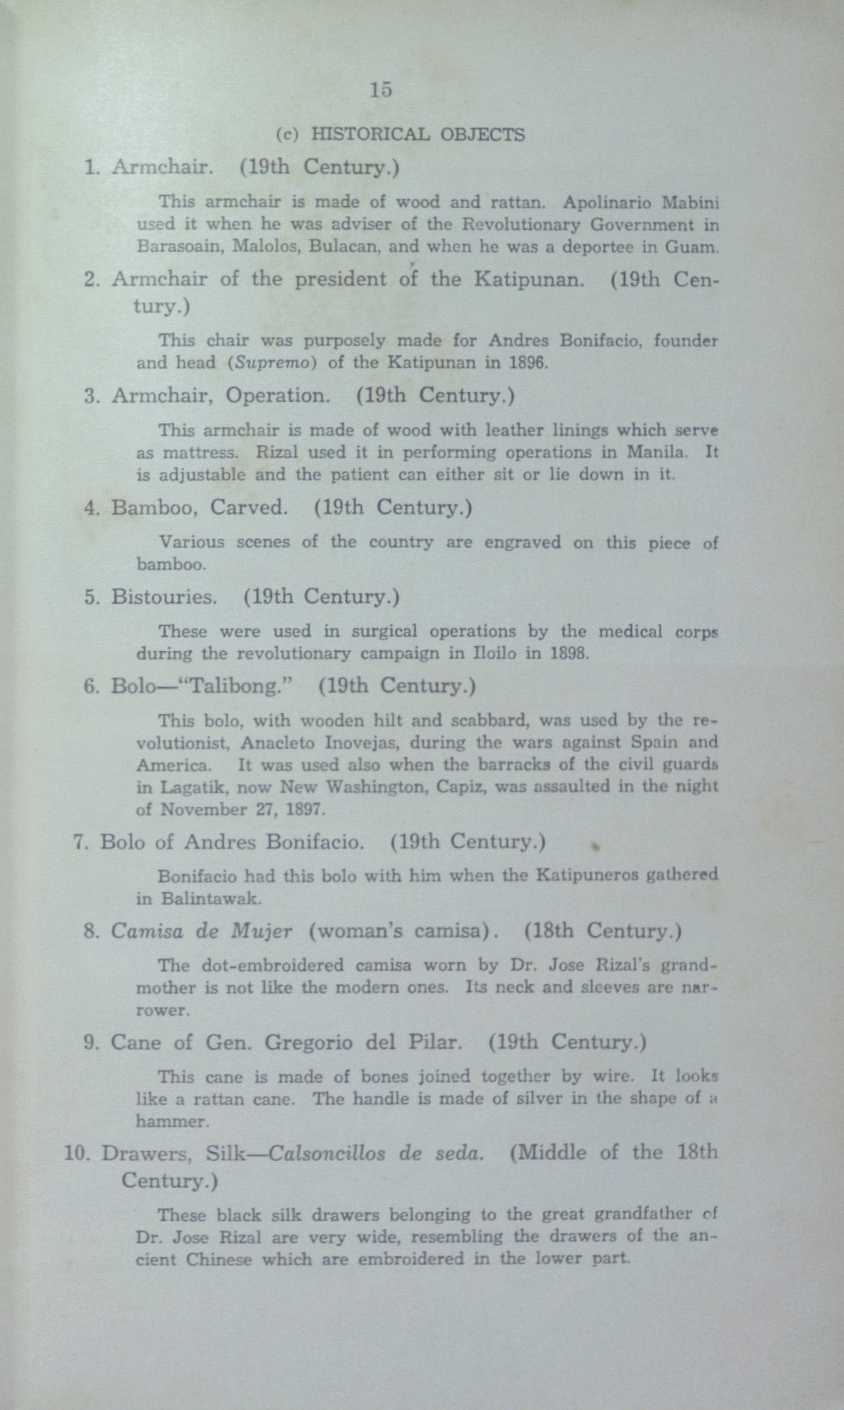 15
(c) HISTORICAL OBJECTS
1. Armchair. (19th Century.)
This armchair is made of wood and rattan. Apolinario Mabini
used it when he was adviser of the Revolutionary Government in
Barasoain, Malolos, Bulacan, and when he was a deportee in Guam.
2. Armchair of the president of the Katipunan. (19th Cen-
tury.)
This chair was purposely made for Andres Bonifacio, founder
and head (Supremo) of the Katipunan in 1896.
3. Armchair, Operation. (19th Century.)
This armchair is made of wood with leather linings which serve
as mattress. Rizal used it in performing operations in Manila. It
is adjustable and the patient can either sit or lie down in it.
4. Bamboo, Carved. (19th Century.)
Various scenes of the country are engraved on this piece of
bamboo.
5. Bistouries. (19th Century.)
These were used in surgical operations by the medical corps
during the revolutionary campaign in Iloilo in 1898.
6. Bolo—"Talibong." (19th Century.)
This bolo, with wooden hilt and scabbard, was used by the re-
volutionist, Anacleto Inovejas, during the wars against Spain and
America. It was used also when the barracks of the civil guards
in Lagatik, now New Washington, Capiz, was assaulted in the night
of November 27, 1897.
7. Bolo of Andres Bonifacio. (19th Century.)
Bonifacio had this bolo with him when the Katipuneros gathered
in Balintawak.
8. Camisa de Mujer (woman's camisa). (18th Century.)
The dot-embroidered camisa worn by Dr. Jose Rizal's grand-
mother is not like the modern ones. Its neck and sleeves are nar-
rower.
9. Cane of Gen. Gregorio del Pilar. (19th Century.)
This cane is made of bones joined together by wire. It looks
like a rattan cane. The handle is made of silver in the shape of a
hammer.
10. Drawers, Silk—Calsoncillos de seda. (Middle of the 18th
Century.)
These black silk drawers belonging to the great grandfather of
Dr. Jose Rizal are very wide, resembling the drawers of the an-
cient Chinese which are embroidered in the lower part.